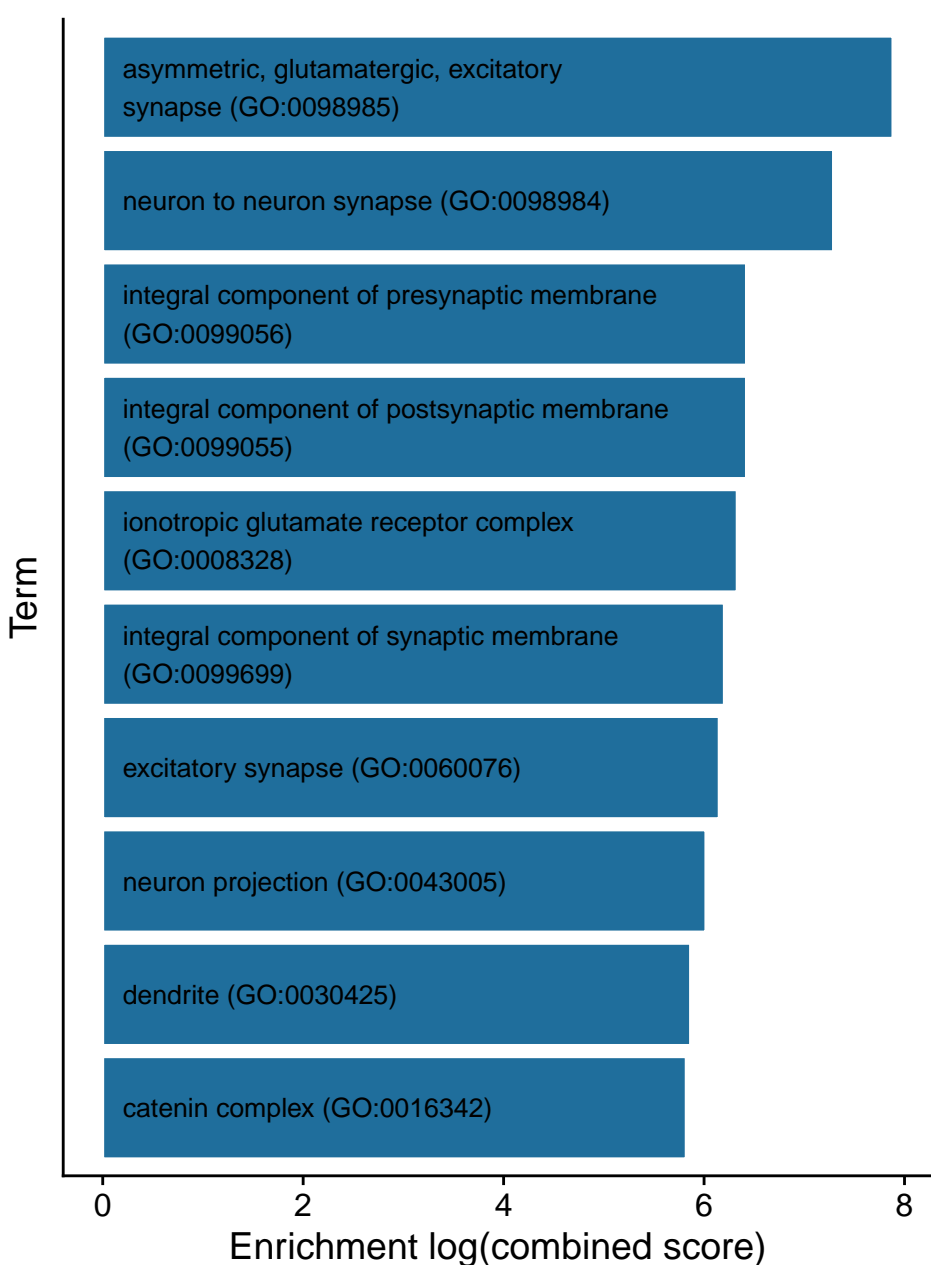 asymmetric, glutamatergic, excitatory
synapse (GO:0098985)
neuron to neuron synapse (GO:0098984)
integral component of presynaptic membrane
(GO:0099056)
integral component of postsynaptic membrane
(GO:0099055)
ionotropic glutamate receptor complex
(GO:0008328)
integral component of synaptic membrane
(GO:0099699)
excitatory synapse (GO:0060076)
neuron projection (GO:0043005)
dendrite (GO:0030425)
catenin complex (GO:0016342)
Term
0 2 4 6 8
Enrichment log(combined score)